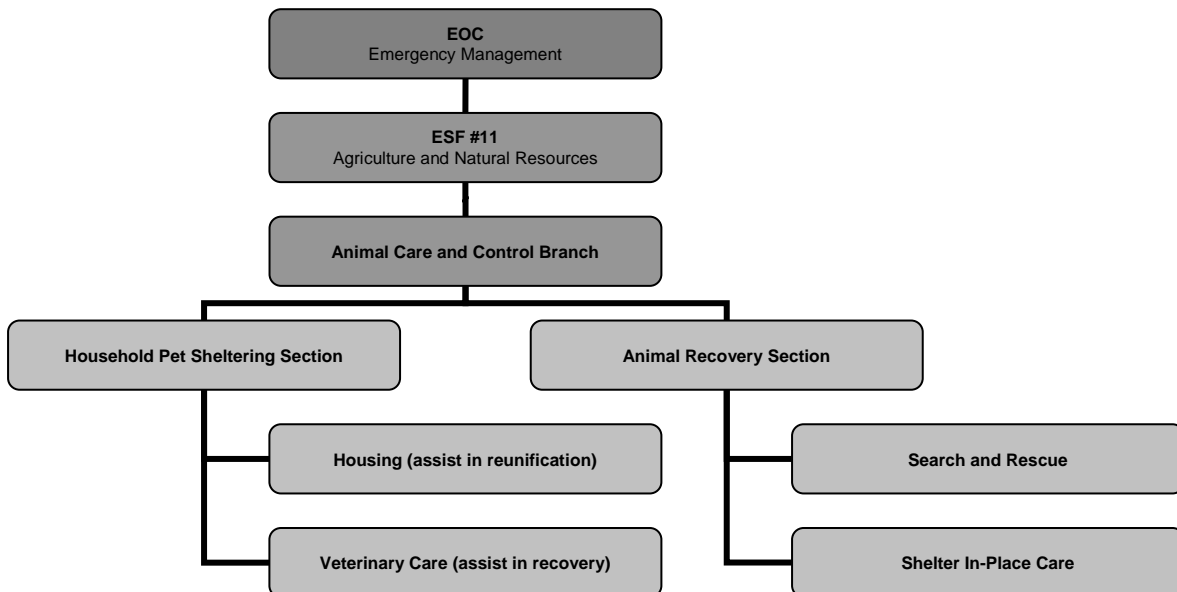 EOC
Emergency Management
ESF #11
Agriculture and Natural Resources
Animal Care and Control Branch
Household Pet Sheltering Section
Animal Recovery Section
Housing (assist in reunification)
Search and Rescue
Veterinary Care (assist in recovery)
Shelter In-Place Care